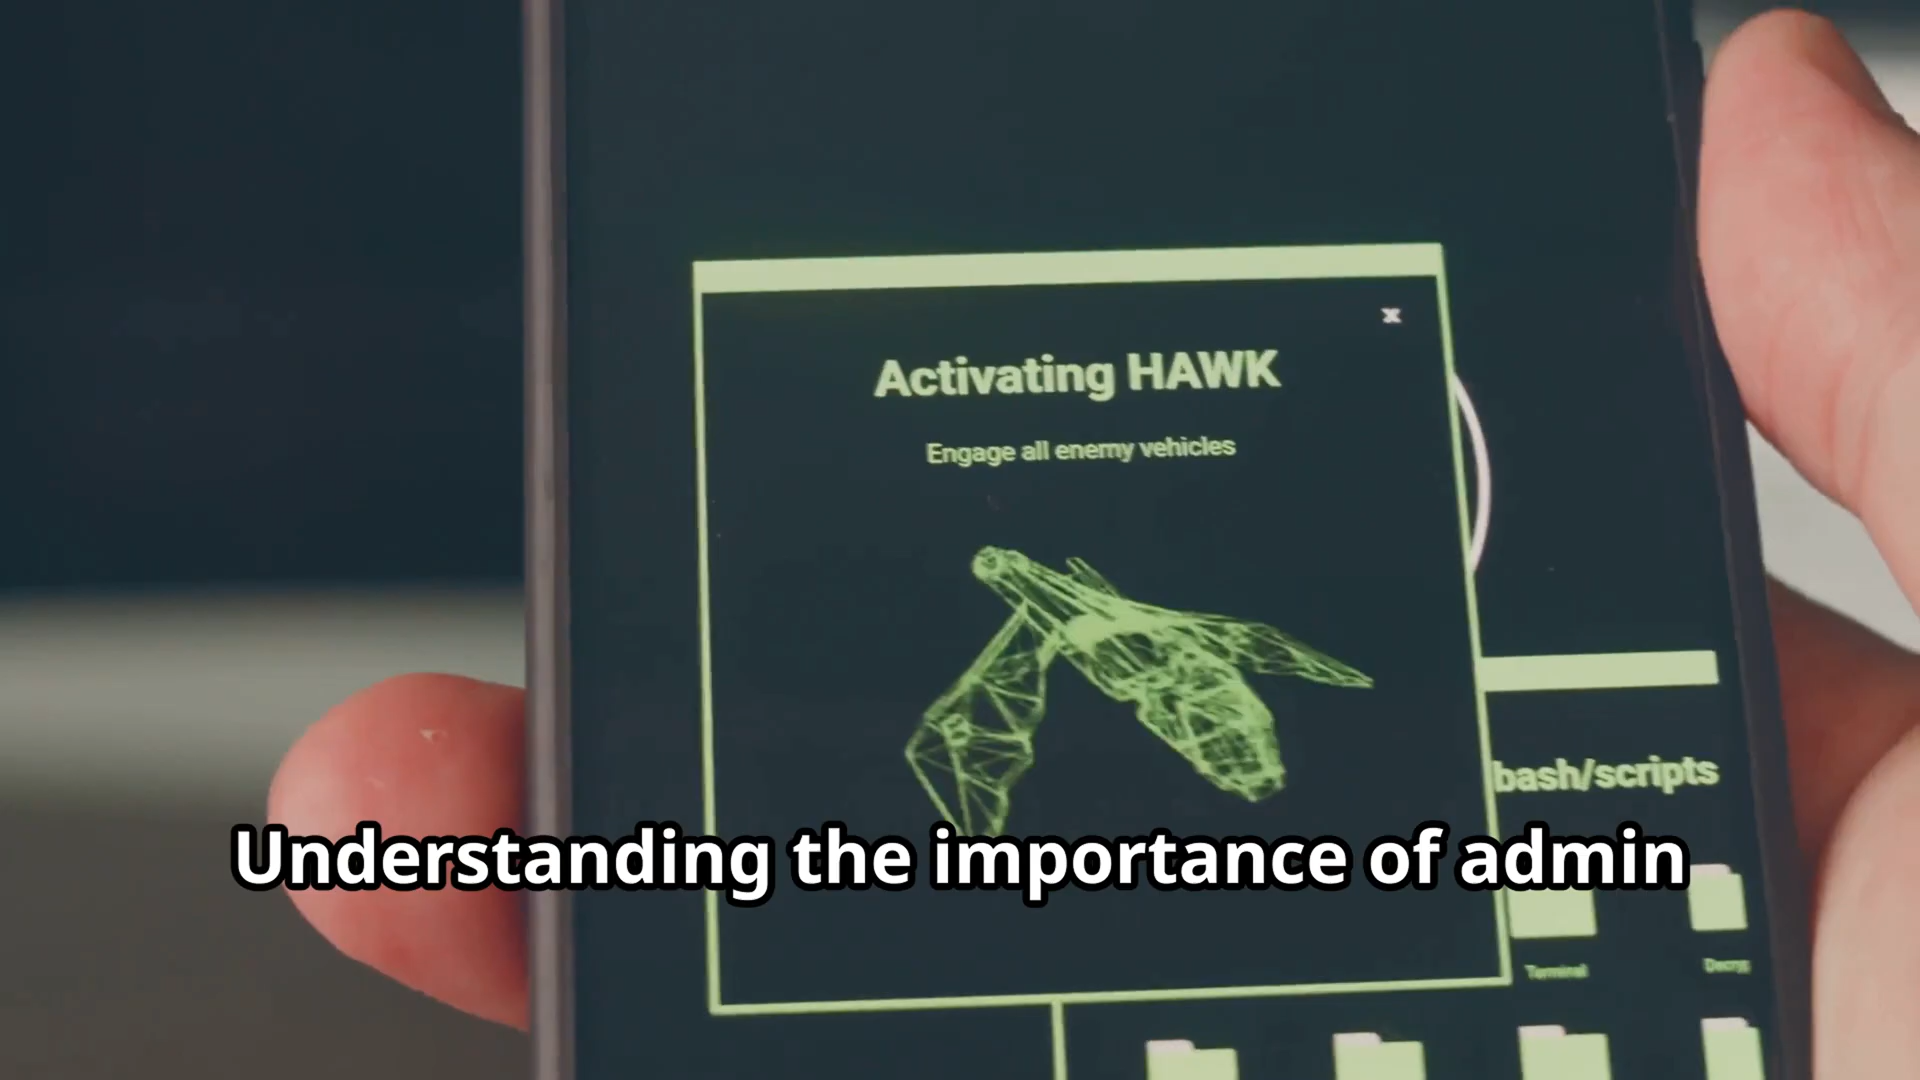 x
Activating HAWK
Engage all enemy vehicles
bash/scripts
Understanding the importance of admin
Terminal